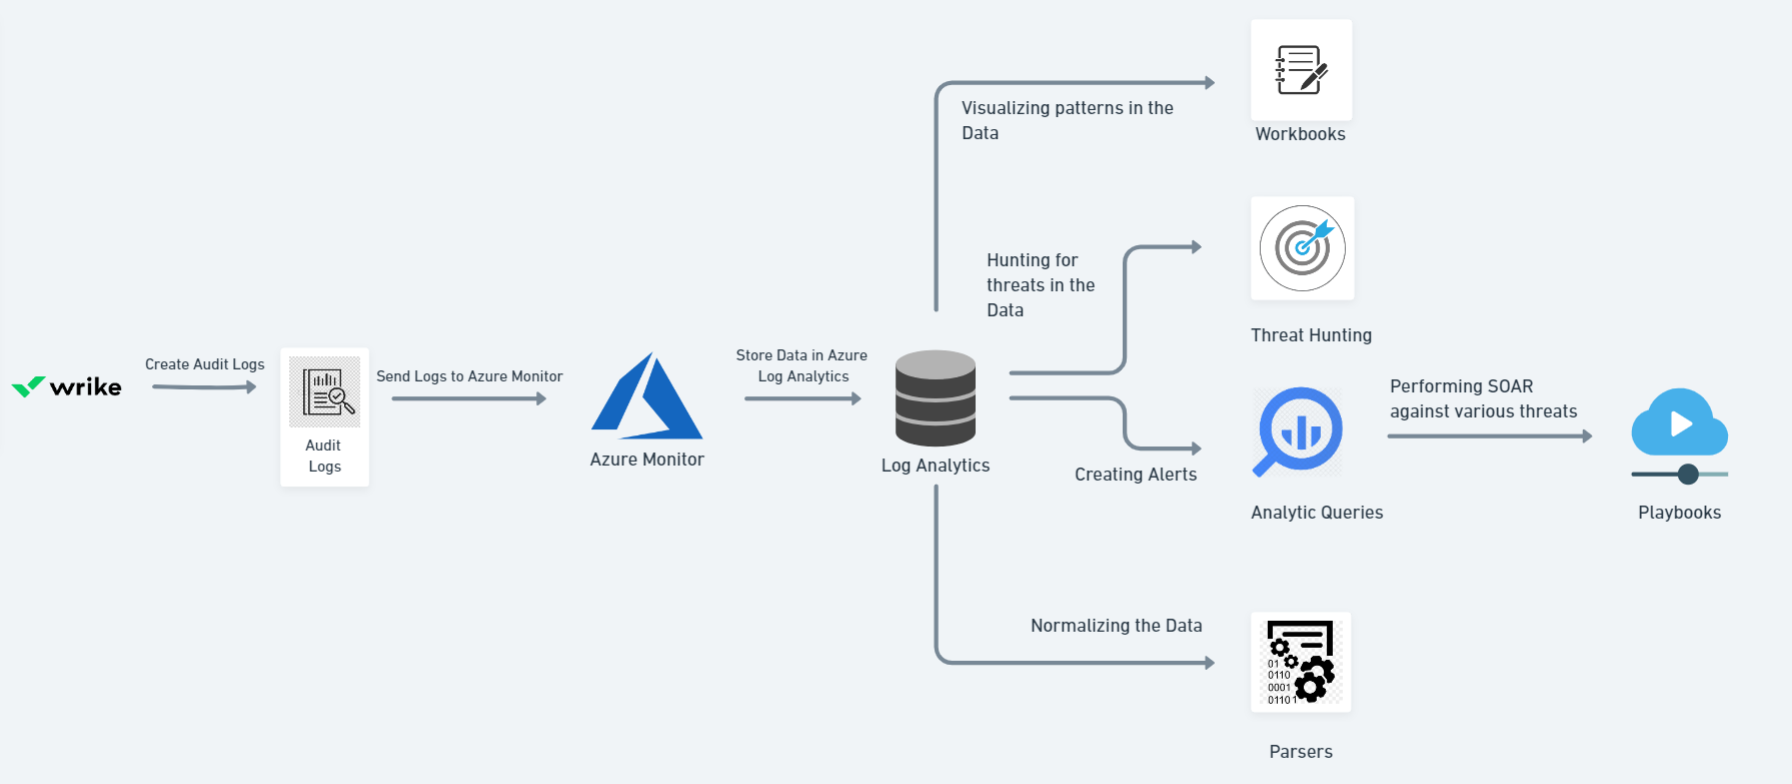 Visualizing patterns in the
Data
Workbooks
Hunting for
threats in the
Data
Threat Hunting
wrike
Create Audit Logs
Audit
Logs
Send Logs to Azure Monitor
Azure Monitor
Store Data in Azure
Log Analytics
Log Analytics
Creating Alerts
Analytic Queries
Performing SOAR
against various threats
Playbooks
Normalizing the Data
01
0110
0001
01101
Parsers